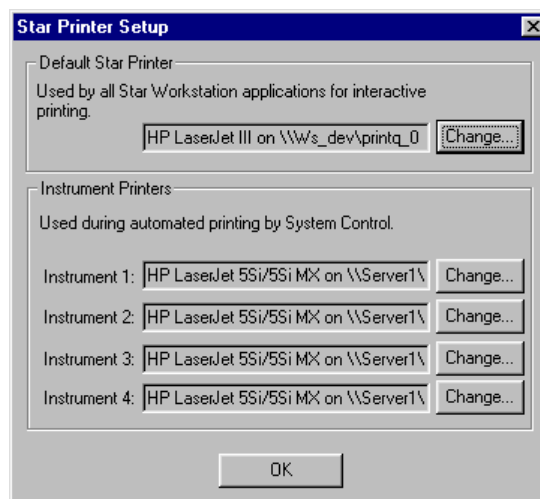 Star Printer Setup
Default Star Printer
Used by all Star Workstation applications for interactive
printing.
HP LaserJet III on \\Ws_dev\printq_0 Change...
Instrument Printers
Used during automated printing by System Control.
Instrument 1: HP LaserJet 5Si/5Si MX on \\Server1\ Change...
Instrument 2: HP LaserJet 5Si/5Si MX on \\Server1\ Change...
Instrument 3: HP LaserJet 5Si/5Si MX on \\Server1\ Change...
Instrument 4: HP LaserJet 5Si/5Si MX on \\Server1\ Change...
OK